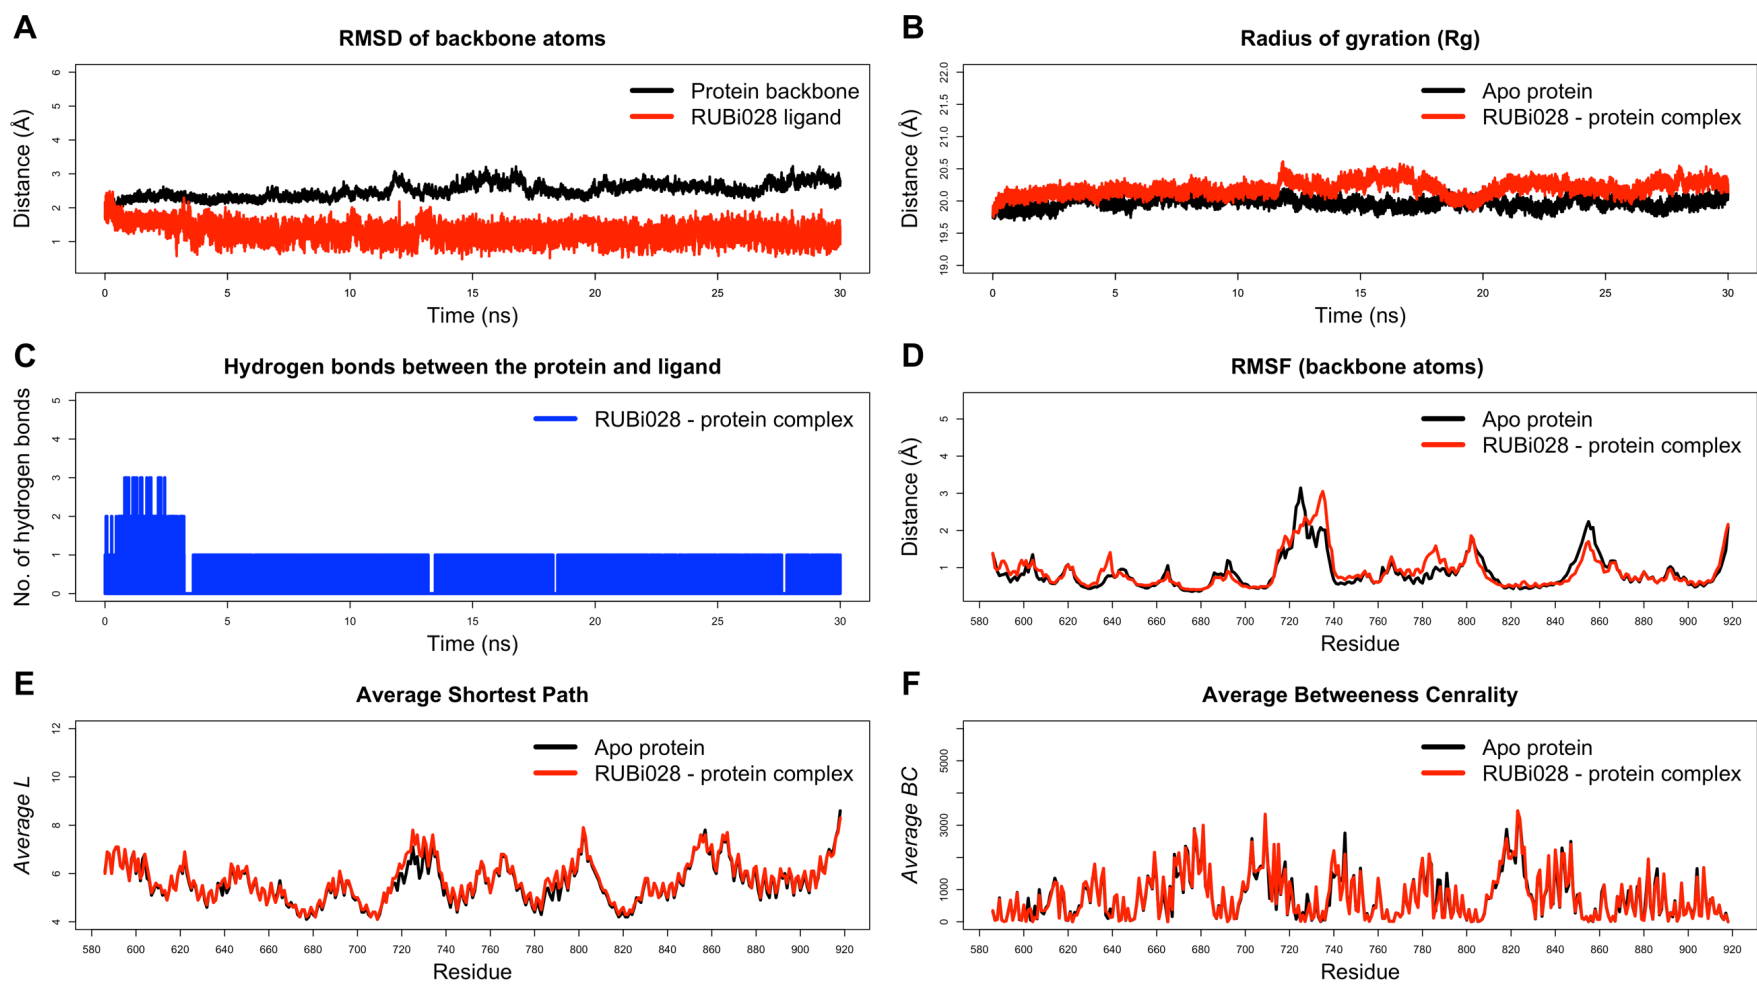 A
RMSD of backbone atoms
Distance (Å)
6
5
4
3
2
1
Protein backbone
RUBi028 ligand
0 5 10 15 20 25 30
Time (ns)
B
Radius of gyration (Rg)
Distance (Å)
22.0
21.5
21.0
20.5
20.0
19.5
19.0
Apo protein
RUBi028 - protein complex
0 5 10 15 20 25 30
Time (ns)
C
Hydrogen bonds between the protein and ligand
No. of hydrogen bonds
5
4
3
2
1
0
RUBi028 - protein complex
0 5 10 15 20 25 30
Time (ns)
D
RMSF (backbone atoms)
Distance (Å)
5
4
3
2
1
Apo protein
RUBi028 - protein complex
580 600 620 640 660 680 700 720 740 760 780 800 820 840 860 880 900 920
Residue
E
Average Shortest Path
Average L
12
10
8
6
4
Apo protein
RUBi028 - protein complex
580 600 620 640 660 680 700 720 740 760 780 800 820 840 860 880 900 920
Residue
F
Average Betweeness Cenrality
Average BC
5000
3000
1000
0
Apo protein
RUBi028 - protein complex
580 600 620 640 660 680 700 720 740 760 780 800 820 840 860 880 900 920
Residue